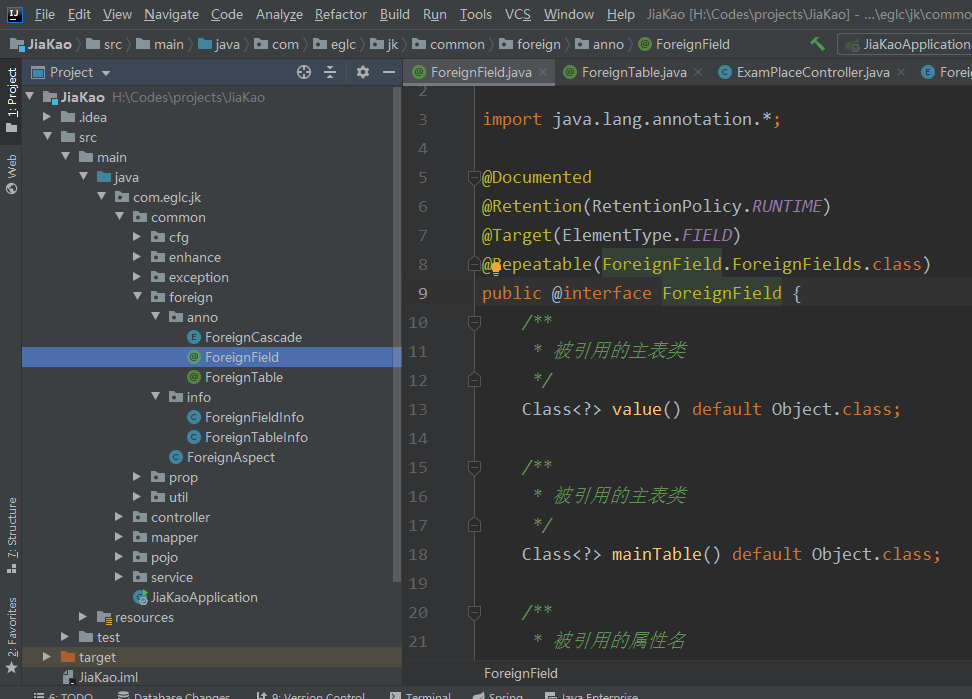 File Edit View Navigate Code Analyze Refactor Build Run Tools VCS Window Help JiaKao [H:\Codes\projects\JiaKao] - ...\eglc\jk\commo
JiaKao src main java com eglc jk common foreign anno ForeignField JiaKaoApplication
1: Project
Web
7: Structure
2: Favorites
Project
JiaKao H:\Codes\projects\JiaKao
.idea
src
main
java
com.eglc.jk
common
cfg
enhance
exception
foreign
anno
ForeignCascade
ForeignField
ForeignTable
info
ForeignFieldInfo
ForeignTableInfo
ForeignAspect
prop
util
controller
mapper
pojo
service
JiaKaoApplication
resources
test
target
JiaKao.iml
ForeignField.java ForeignTable.java ExamPlaceController.java Forei
2
3 import java.lang.annotation.*;
4
5 @Documented
6 @Retention(RetentionPolicy.RUNTIME)
7 @Target(ElementType.FIELD)
8 @Repeatable(ForeignField.ForeignFields.class)
9 public @interface ForeignField {
10 /**
11 * 被引用的主表类
12 */
13 Class<?> value() default Object.class;
14
15 /**
16 * 被引用的主表类
17 */
18 Class<?> mainTable() default Object.class;
19
20 /**
21 * 被引用的属性名
ForeignField
6: TODO Database Changes 9: Version Control Terminal Spring Java Enterprise